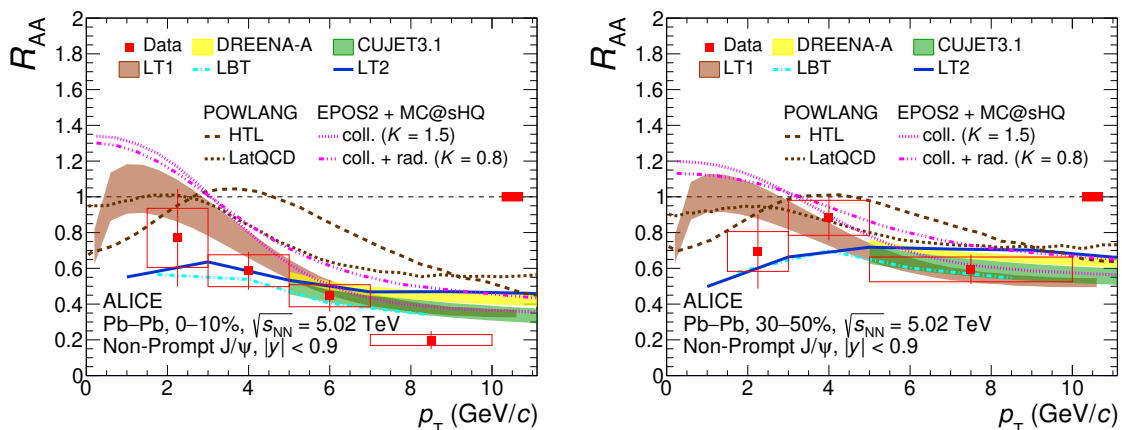 R_AA
2
1.8
1.6
1.4
1.2
1
0.8
0.6
0.4
0.2
0
Data DREENA-A CUJET3.1
LT1 LBT LT2
POWLANG EPOS2 + MC@sHQ
HTL coll. (K = 1.5)
LatQCD coll. + rad. (K = 0.8)
ALICE
Pb–Pb, 0–10%, √s_NN = 5.02 TeV
Non-Prompt J/ψ, |y| < 0.9
0 2 4 6 8 10
p_T (GeV/c)
R_AA
2
1.8
1.6
1.4
1.2
1
0.8
0.6
0.4
0.2
0
Data DREENA-A CUJET3.1
LT1 LBT LT2
POWLANG EPOS2 + MC@sHQ
HTL coll. (K = 1.5)
LatQCD coll. + rad. (K = 0.8)
ALICE
Pb–Pb, 30–50%, √s_NN = 5.02 TeV
Non-Prompt J/ψ, |y| < 0.9
0 2 4 6 8 10
p_T (GeV/c)